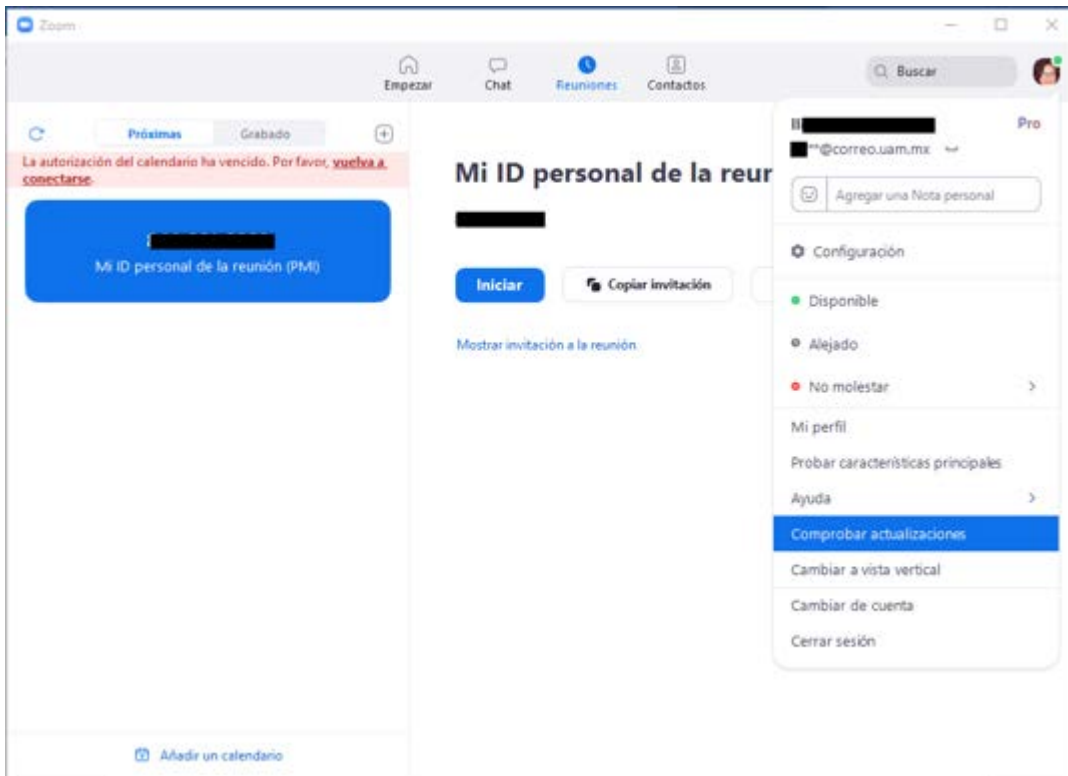 Zoom
Empezar
Chat
Reuniones
Contactos
Buscar
Próximas
Grabado
La autorización del calendario ha vencido. Por favor, vuelva a
conectarse.
Mi ID personal de la reunión (PMI)
Añadir un calendario
Mi ID personal de la reur
Iniciar
Copiar invitación
Mostrar invitación a la reunión
Pro
**@correo.uam.mx
Agregar una Nota personal
Configuración
Disponible
Alejado
No molestar
Mi perfil
Probar características principales
Ayuda
Comprobar actualizaciones
Cambiar a vista vertical
Cambiar de cuenta
Cerrar sesión